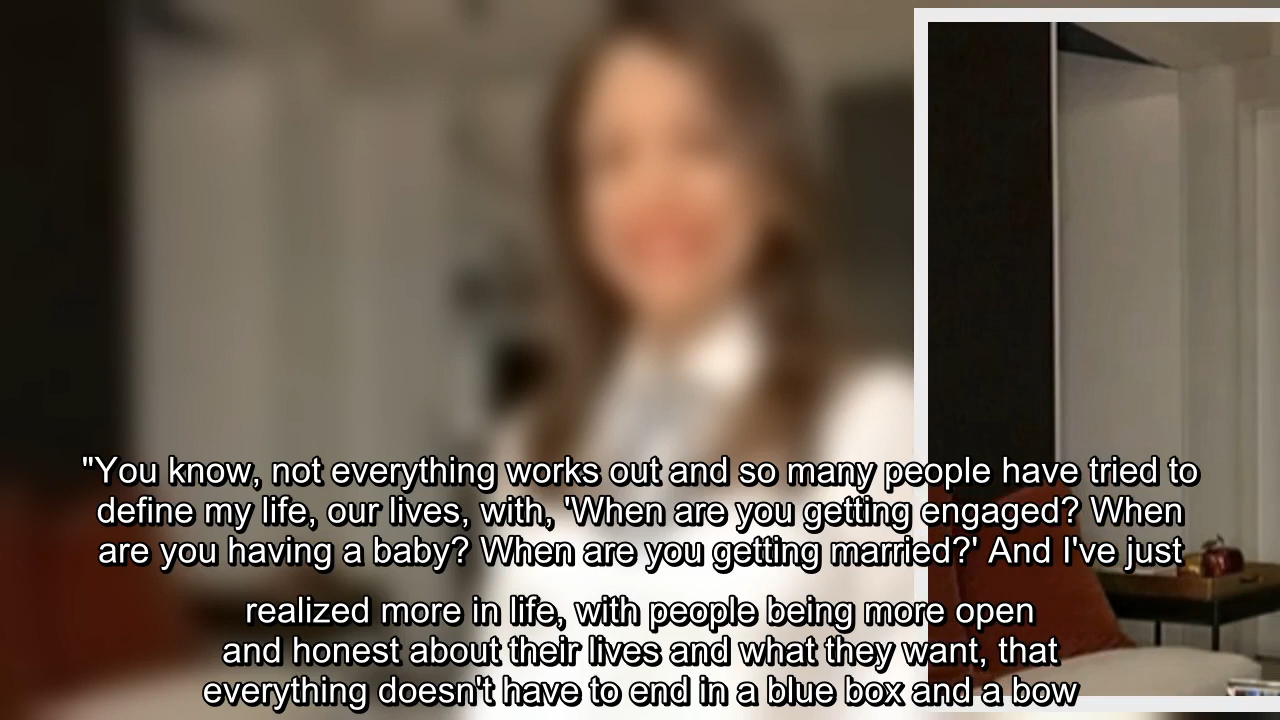 "You know, not everything works out and so many people have tried to
define my life, our lives, with, 'When are you getting engaged? When
are you having a baby? When are you getting married?' And I've just
realized more in life, with people being more open
and honest about their lives and what they want, that
everything doesn't have to end in a blue box and a bow